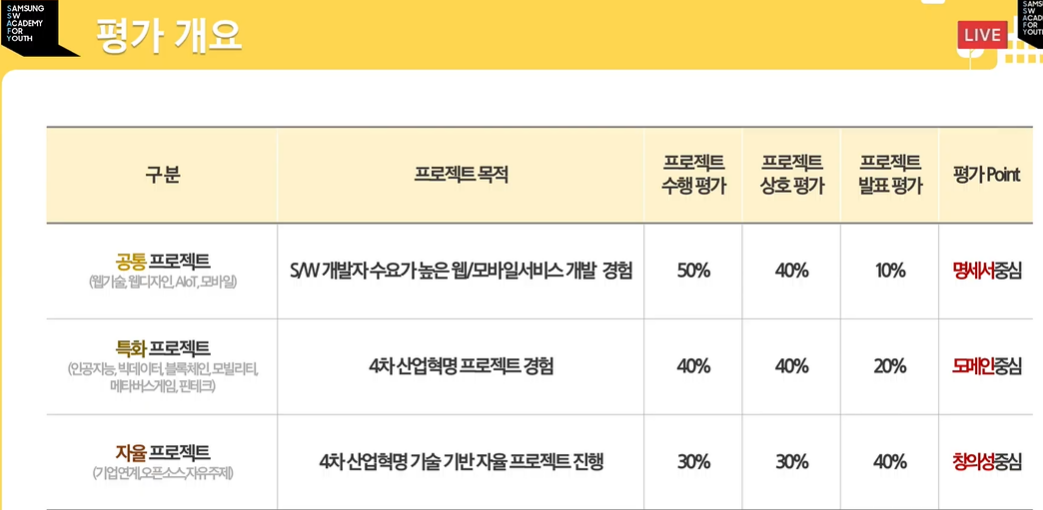 SAMSUNG
SW
ACADEMY
FOR
YOUTH
평가 개요
LIVE
구분
프로젝트 목적
프로젝트
수행 평가
프로젝트
상호 평가
프로젝트
발표 평가
평가 Point
공통 프로젝트
(웹기술, 웹디자인, AIoT, 모바일)
S/W 개발자 수요가 높은 웹/모바일서비스 개발 경험
50%
40%
10%
명세서중심
특화 프로젝트
(인공지능, 빅데이터, 블록체인, 모빌리티,
메타버스게임, 핀테크)
4차 산업혁명 프로젝트 경험
40%
40%
20%
도메인중심
자율 프로젝트
(기업연계,오픈소스,자유주제)
4차 산업혁명 기술 기반 자율 프로젝트 진행
30%
30%
40%
창의성중심